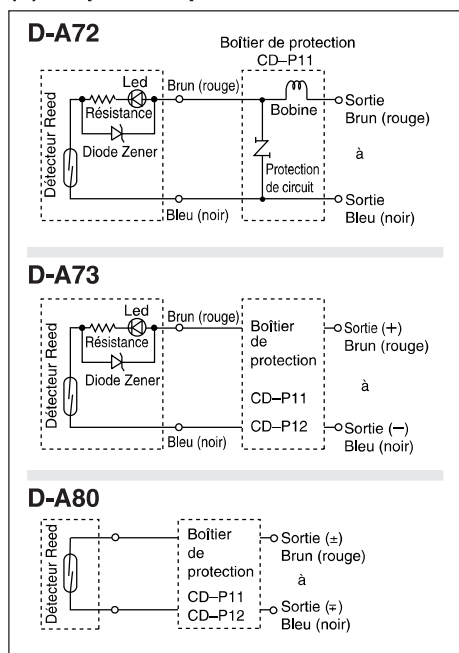 D-A72
Boîtier de protection
CD–P11
Led
Brun (rouge)
Résistance
Bobine
Sortie
Brun (rouge)
Diode Zener
Détecteur Reed
à
Protection
de circuit
Sortie
Bleu (noir)
Bleu (noir)
D-A73
Led
Brun (rouge)
Résistance
Diode Zener
Détecteur Reed
Boîtier
de
protection
CD–P11
CD–P12
Sortie (+)
Brun (rouge)
à
Sortie (–)
Bleu (noir)
Bleu (noir)
D-A80
Détecteur Reed
Boîtier
de
protection
CD–P11
CD–P12
Sortie (±)
Brun (rouge)
à
Sortie (∓)
Bleu (noir)